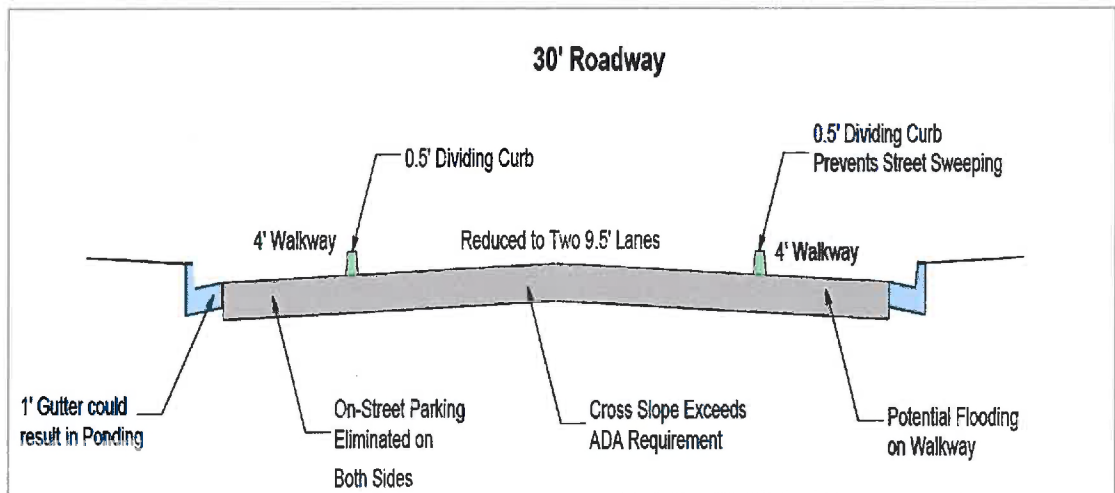 30' Roadway
0.5' Dividing Curb
0.5' Dividing Curb
Prevents Street Sweeping
4' Walkway
Reduced to Two 9.5' Lanes
4' Walkway
1' Gutter could
result in Ponding
On-Street Parking
Eliminated on
Both Sides
Cross Slope Exceeds
ADA Requirement
Potential Flooding
on Walkway